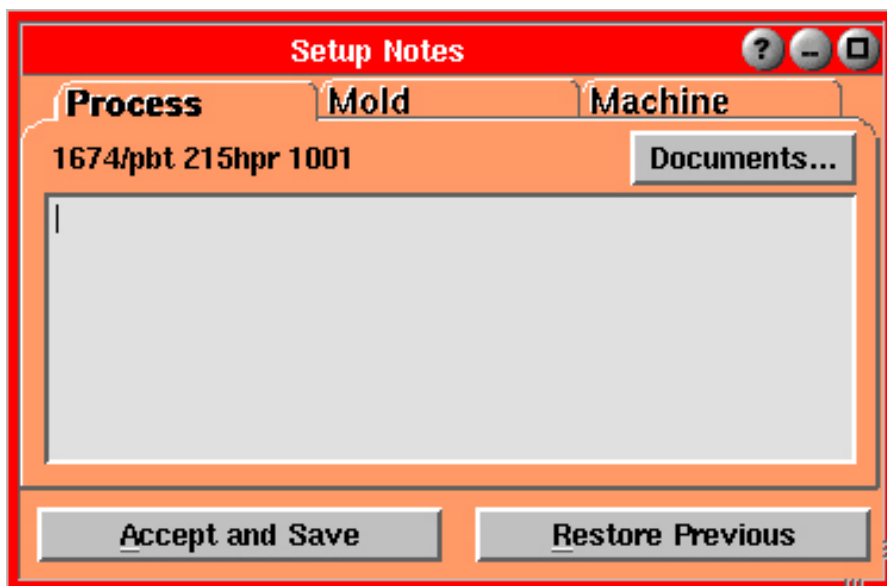 Setup Notes ?
Process Mold Machine
1674/pbt 215hpr 1001 Documents...
Accept and Save Restore Previous